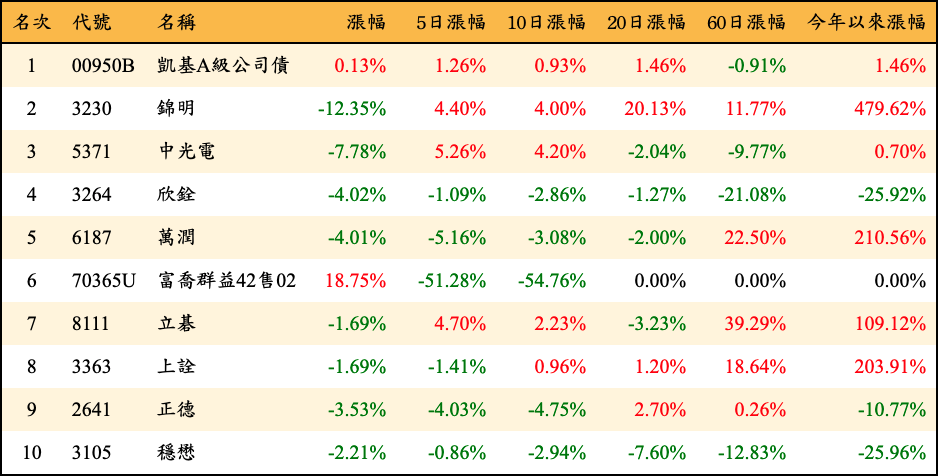 名次 代號 名稱 漲幅 5日漲幅 10日漲幅 20日漲幅 60日漲幅 今年以來漲幅
1 00950B 凱基A級公司債 0.13% 1.26% 0.93% 1.46% -0.91% 1.46%
2 3230 錦明 -12.35% 4.40% 4.00% 20.13% 11.77% 479.62%
3 5371 中光電 -7.78% 5.26% 4.20% -2.04% -9.77% 0.70%
4 3264 欣銓 -4.02% -1.09% -2.86% -1.27% -21.08% -25.92%
5 6187 萬潤 -4.01% -5.16% -3.08% -2.00% 22.50% 210.56%
6 70365U 富喬群益42售02 18.75% -51.28% -54.76% 0.00% 0.00% 0.00%
7 8111 立碁 -1.69% 4.70% 2.23% -3.23% 39.29% 109.12%
8 3363 上詮 -1.69% -1.41% 0.96% 1.20% 18.64% 203.91%
9 2641 正德 -3.53% -4.03% -4.75% 2.70% 0.26% -10.77%
10 3105 穩懋 -2.21% -0.86% -2.94% -7.60% -12.83% -25.96%